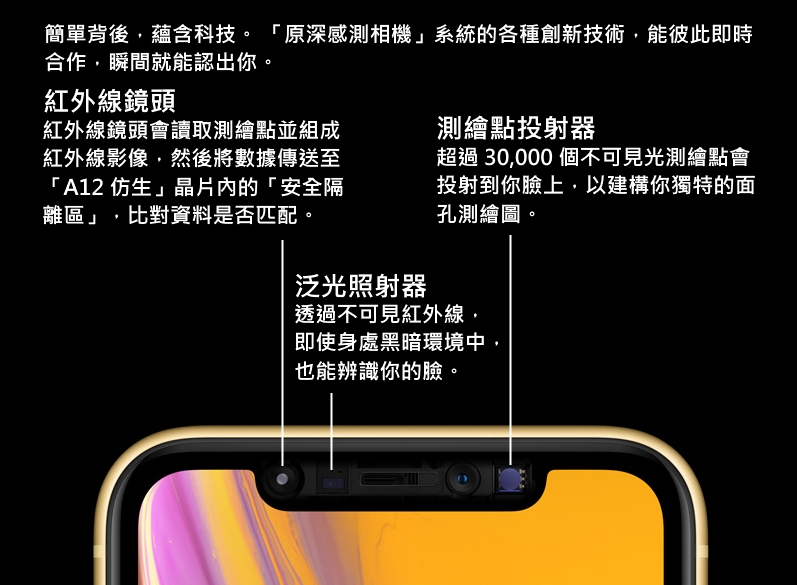 簡單背後，蘊含科技。「原深感測相機」系統的各種創新技術，能彼此即時
合作，瞬間就能認出你。
紅外線鏡頭
紅外線鏡頭會讀取測繪點並組成
紅外線影像，然後將數據傳送至
「A12 仿生」晶片內的「安全隔
離區」，比對資料是否匹配。
測繪點投射器
超過 30,000 個不可見光測繪點會
投射到你臉上，以建構你獨特的面
孔測繪圖。
泛光照射器
透過不可見紅外線，
即使身處黑暗環境中，
也能辨識你的臉。